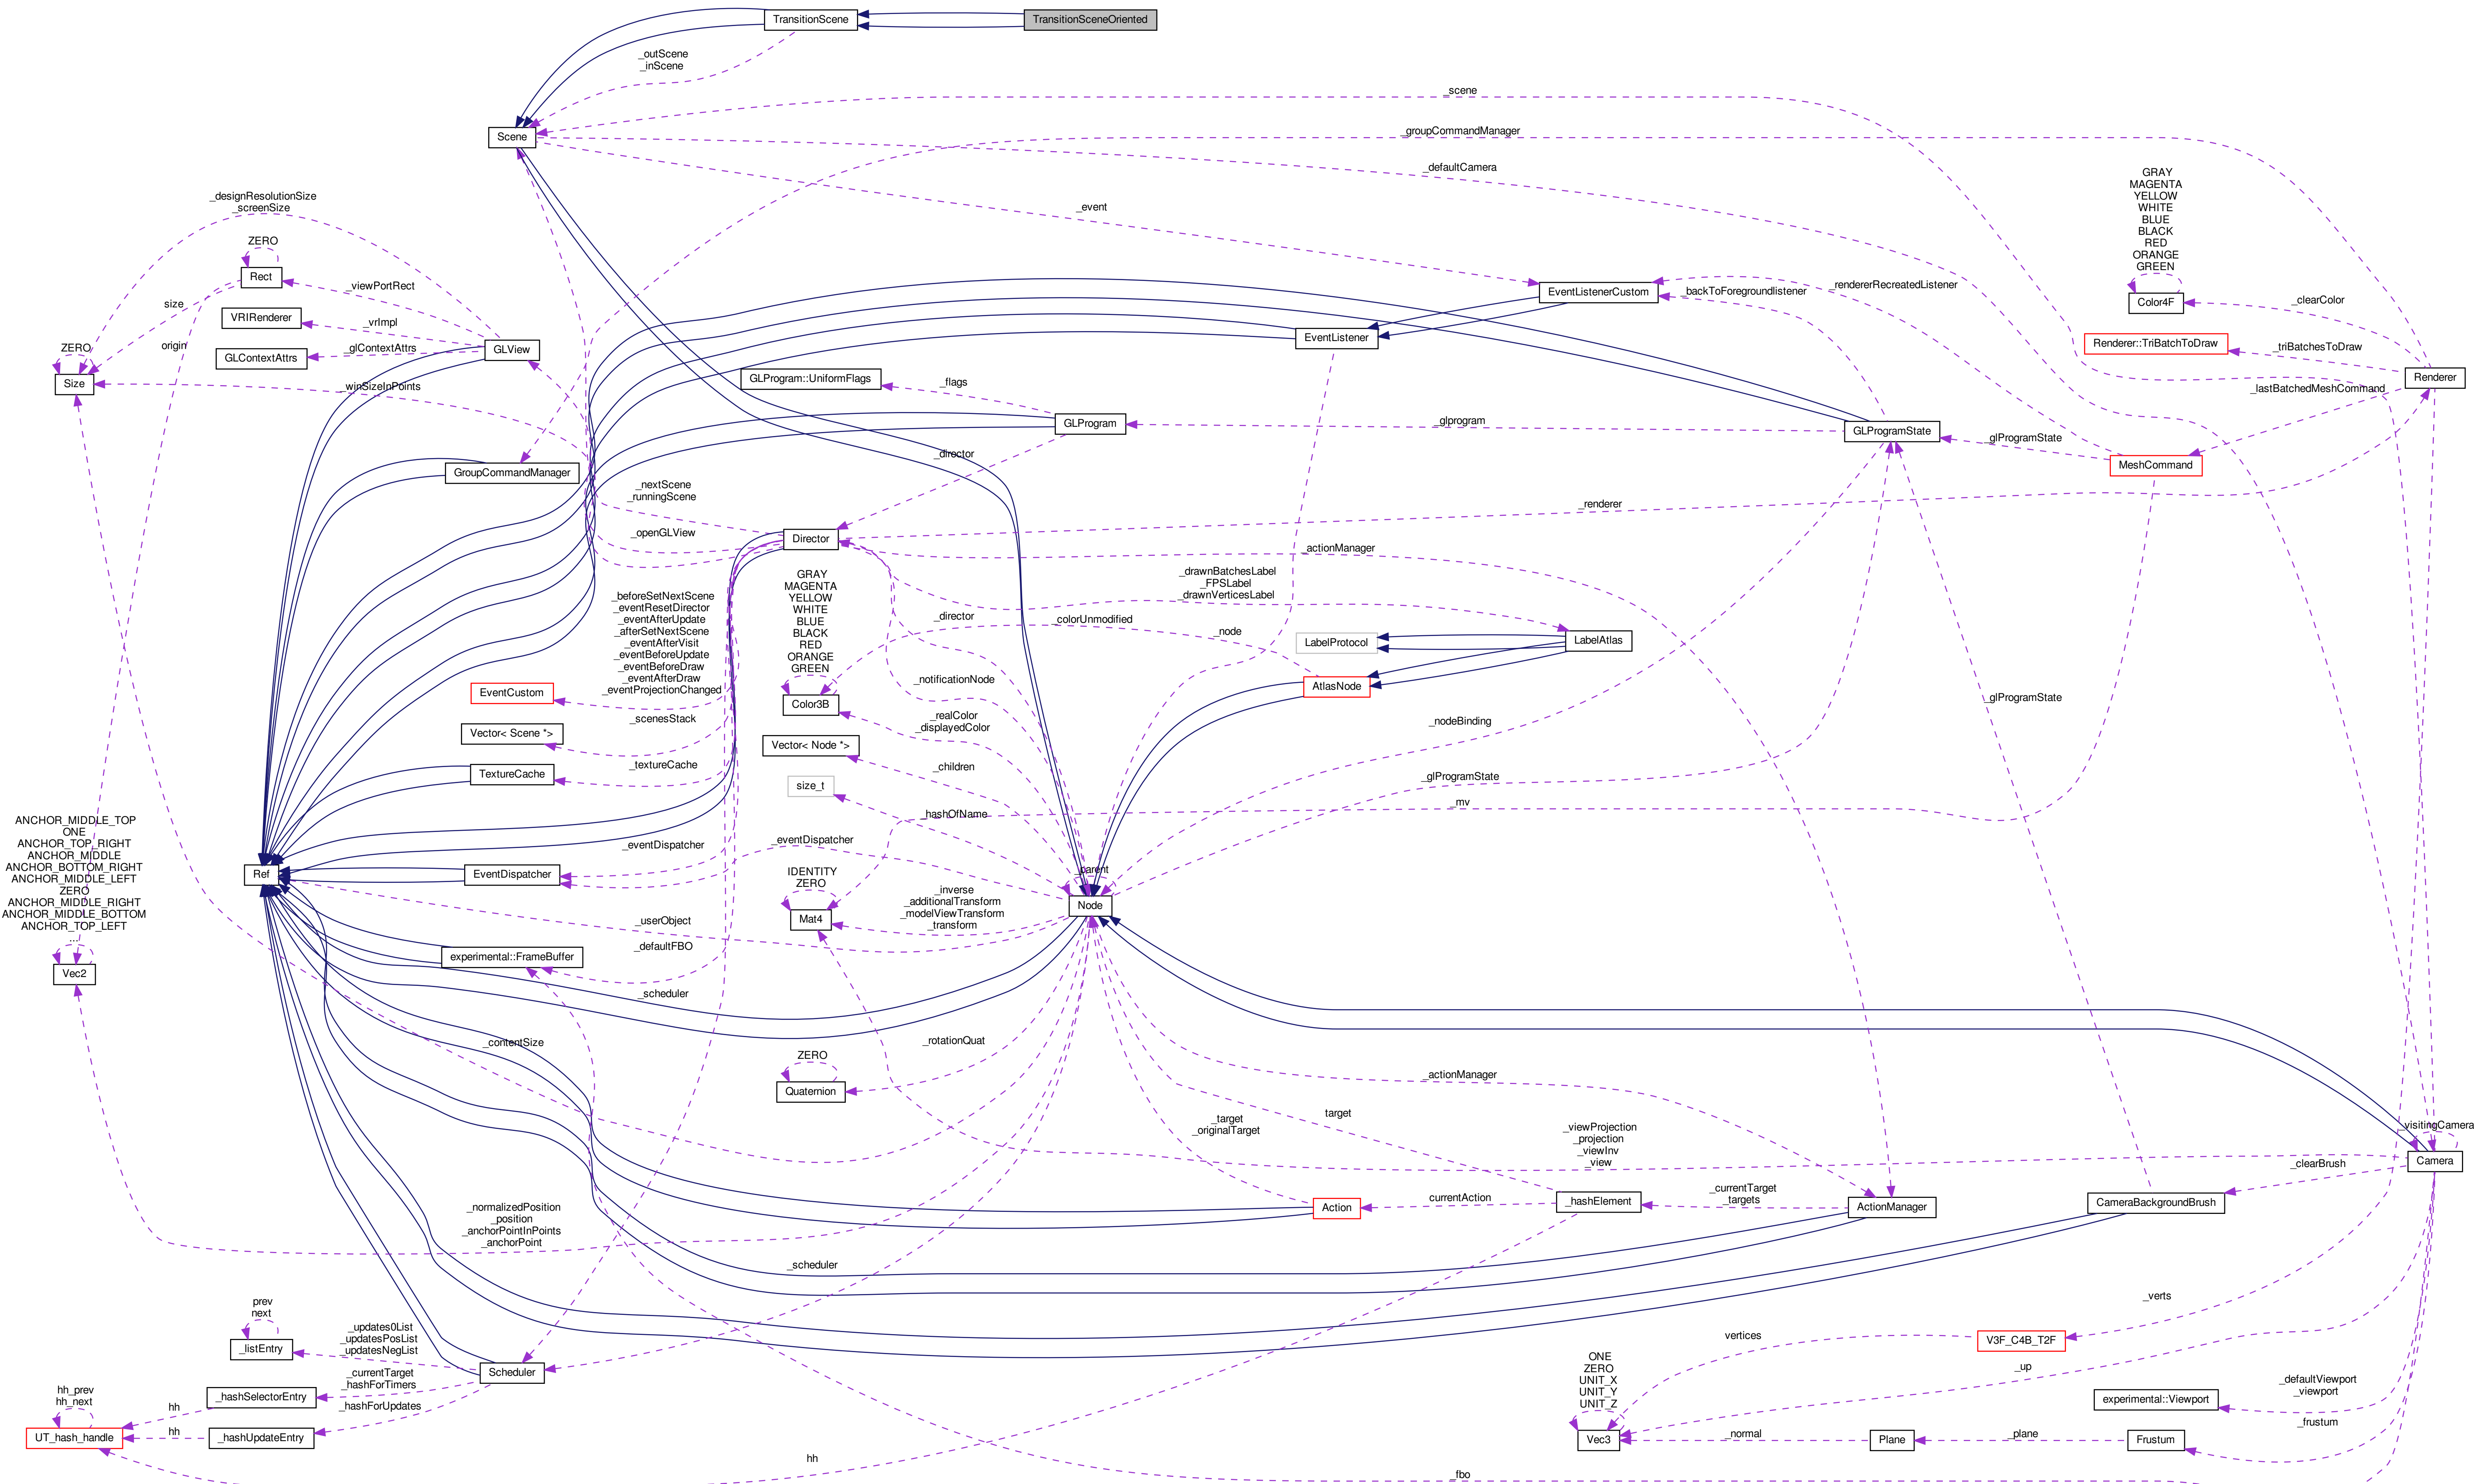 TransitionScene
TransitionSceneOriented
_outScene
_inScene
_scene
Scene
_groupCommandManager
_defaultCamera
_designResolutionSize
_screenSize
_event
GRAY
MAGENTA
YELLOW
WHITE
BLUE
BLACK
RED
ORANGE
GREEN
ZERO
Rect
_viewPortRect
size
EventListenerCustom
_backToForegroundlistener
_rendererRecreatedListener
Color4F
_clearColor
VRIRenderer
_vrImpl
GLView
GLContextAttrs
_glContextAttrs
origin
EventListener
Renderer::TriBatchToDraw
_triBatchesToDraw
ZERO
Size
_winSizeInPoints
GLProgram::UniformFlags
_flags
Renderer
_lastBatchedMeshCommand
GLProgram
_glprogram
GLProgramState
_glProgramState
MeshCommand
_director
GroupCommandManager
_nextScene
_runningScene
_renderer
_openGLView
Director
_actionManager
_beforeSetNextScene
_eventResetDirector
_eventAfterUpdate
_afterSetNextScene
_eventAfterVisit
_eventBeforeUpdate
_eventBeforeDraw
_eventAfterDraw
_eventProjectionChanged
GRAY
MAGENTA
YELLOW
WHITE
BLUE
BLACK
RED
ORANGE
GREEN
_drawnBatchesLabel
_FPSLabel
_drawnVerticesLabel
_director
_colorUnmodified
_node
LabelProtocol
LabelAtlas
EventCustom
_notificationNode
AtlasNode
Color3B
_glProgramState
_scenesStack
_realColor
_displayedColor
_nodeBinding
Vector< Scene *>
Vector< Node *>
_children
TextureCache
_textureCache
size_t
_glProgramState
_mv
_hashOfName
ANCHOR_MIDDLE_TOP
ONE
ANCHOR_TOP_RIGHT
ANCHOR_MIDDLE
ANCHOR_BOTTOM_RIGHT
ANCHOR_MIDDLE_LEFT
ZERO
ANCHOR_MIDDLE_RIGHT
ANCHOR_MIDDLE_BOTTOM
ANCHOR_TOP_LEFT
...
_eventDispatcher
_eventDispatcher
Ref
EventDispatcher
IDENTITY
ZERO
_parent
_inverse
_additionalTransform
_modelViewTransform
_transform
Node
Mat4
_userObject
_defaultFBO
experimental::FrameBuffer
Vec2
_scheduler
_contentSize
_rotationQuat
ZERO
Quaternion
_actionManager
_target
_originalTarget
target
_viewProjection
_projection
_viewInv
_view
_visitingCamera
Camera
_clearBrush
_normalizedPosition
_position
_anchorPointInPoints
_anchorPoint
Action
currentAction
_hashElement
_currentTarget
_targets
ActionManager
CameraBackgroundBrush
_scheduler
prev
next
_listEntry
_updates0List
_updatesPosList
_updatesNegList
_verts
vertices
V3F_C4B_T2F
Scheduler
_currentTarget
_hashForTimers
_hashSelectorEntry
ONE
ZERO
UNIT_X
UNIT_Y
UNIT_Z
_up
_defaultViewport
_viewport
experimental::Viewport
hh_prev
hh_next
hh
_hashForUpdates
_frustum
UT_hash_handle
hh
_hashUpdateEntry
Vec3
_normal
Plane
_plane
Frustum
hh
_fbo